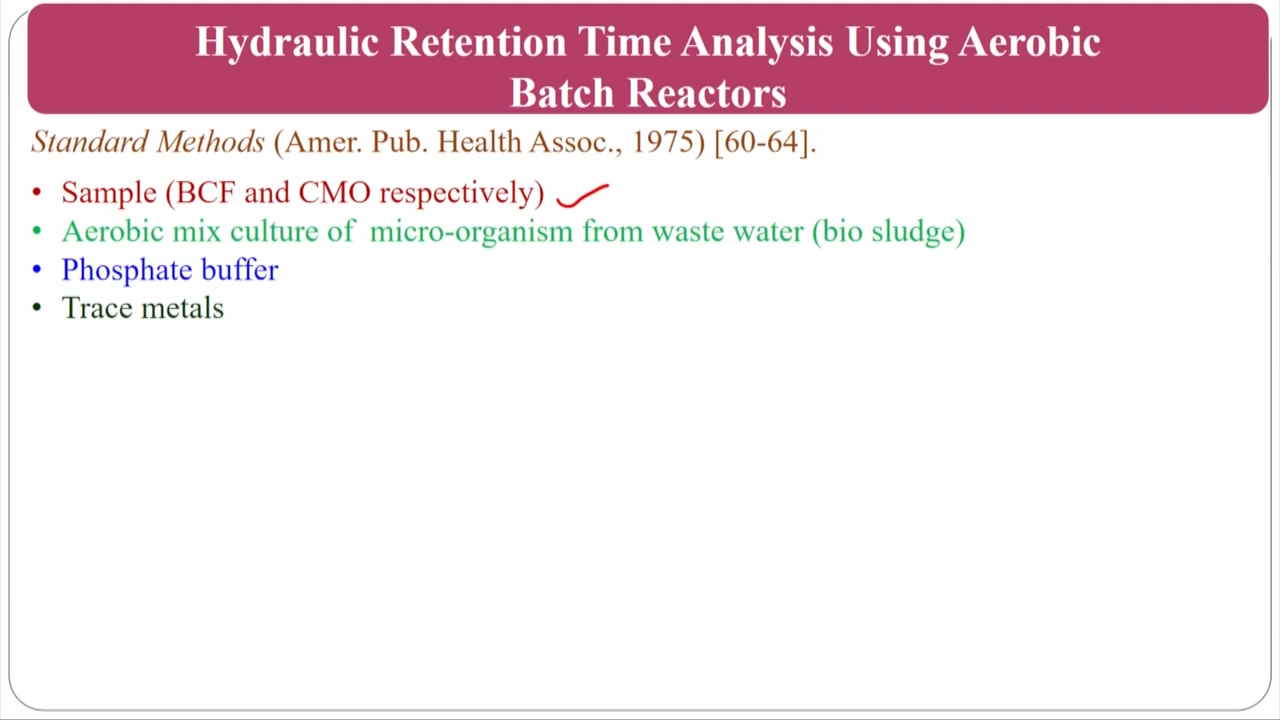 Hydraulic Retention Time Analysis Using Aerobic
Batch Reactors
Standard Methods (Amer. Pub. Health Assoc., 1975) [60-64].
• Sample (BCF and CMO respectively)
• Aerobic mix culture of micro-organism from waste water (bio sludge)
• Phosphate buffer
• Trace metals